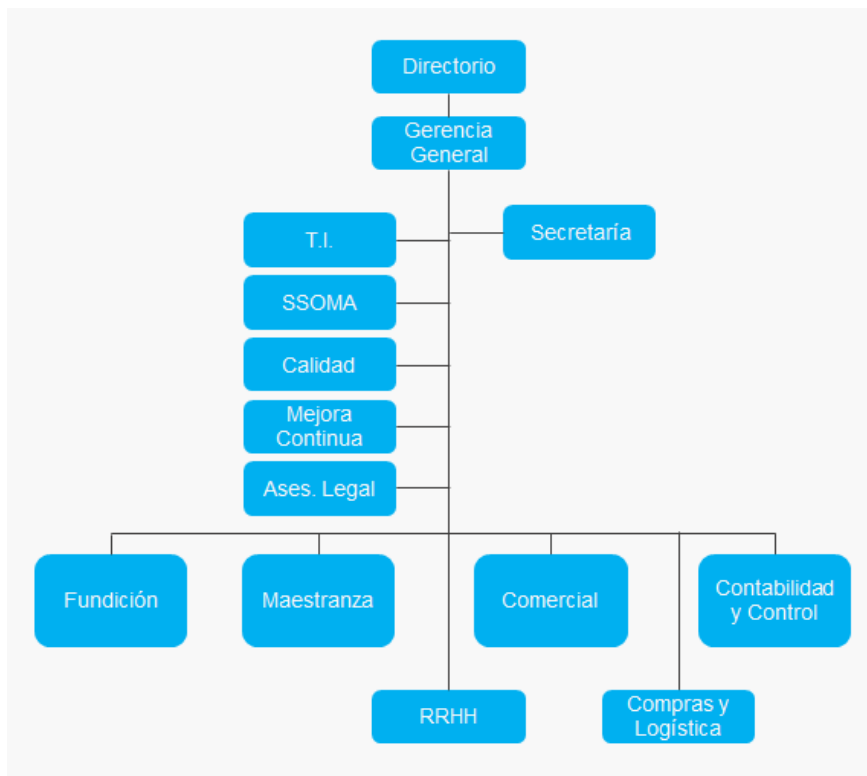 Directorio
Gerencia
General
Secretaría
T.I.
SSOMA
Calidad
Mejora
Continua
Ases. Legal
Fundición
Maestranza
Comercial
Contabilidad
y Control
RRHH
Compras y
Logística